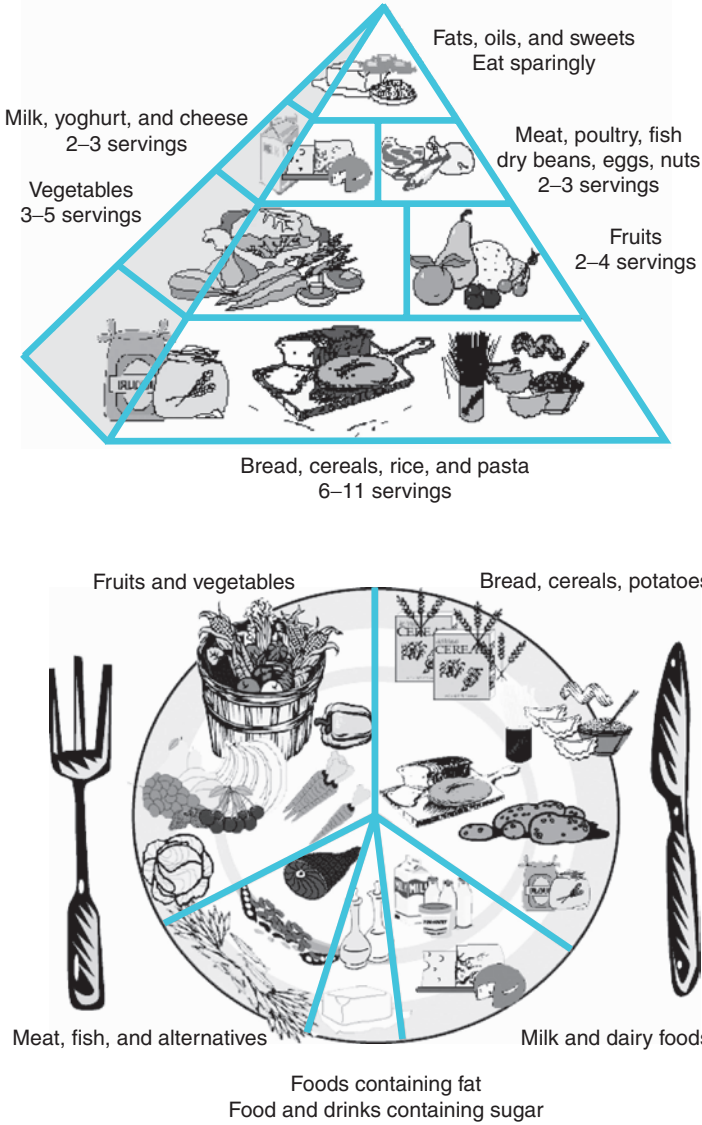 Fats, oils, and sweets
Eat sparingly
Milk, yoghurt, and cheese
2–3 servings
Meat, poultry, fish
dry beans, eggs, nuts
2–3 servings
Vegetables
3–5 servings
Fruits
2–4 servings
Bread, cereals, rice, and pasta
6–11 servings
Fruits and vegetables
Bread, cereals, potatoes
CEREA
CEREA
Meat, fish, and alternatives
Milk and dairy foods
Foods containing fat
Food and drinks containing sugar